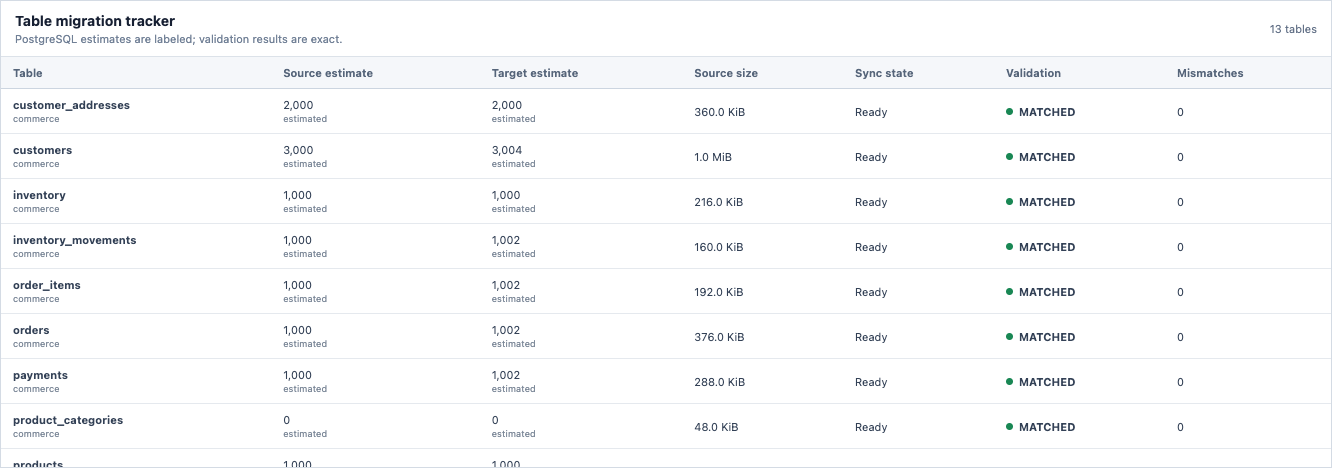 Table migration tracker
PostgreSQL estimates are labeled; validation results are exact.
13 tables
Table Source estimate Target estimate Source size Sync state Validation Mismatches
customer_addresses 2,000 2,000 360.0 KiB Ready MATCHED 0
commerce estimated estimated
customers 3,000 3,004 1.0 MiB Ready MATCHED 0
commerce estimated estimated
inventory 1,000 1,000 216.0 KiB Ready MATCHED 0
commerce estimated estimated
inventory_movements 1,000 1,002 160.0 KiB Ready MATCHED 0
commerce estimated estimated
order_items 1,000 1,002 192.0 KiB Ready MATCHED 0
commerce estimated estimated
orders 1,000 1,002 376.0 KiB Ready MATCHED 0
commerce estimated estimated
payments 1,000 1,002 288.0 KiB Ready MATCHED 0
commerce estimated estimated
product_categories 0 0 48.0 KiB Ready MATCHED 0
commerce estimated estimated
products 1,000 1,000